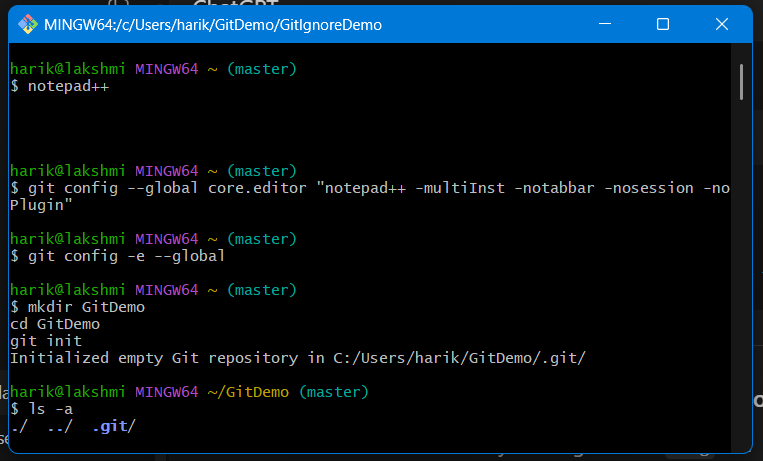 ChatGPT
MINGW64:/c/Users/harik/GitDemo/GitIgnoreDemo
harik@lakshmi MINGW64 ~ (master)
$ notepad++
harik@lakshmi MINGW64 ~ (master)
$ git config --global core.editor "notepad++ -multiInst -notabbar -nosession -no
Plugin"
harik@lakshmi MINGW64 ~ (master)
$ git config -e --global
harik@lakshmi MINGW64 ~ (master)
$ mkdir GitDemo
cd GitDemo
git init
Initialized empty Git repository in C:/Users/harik/GitDemo/.git/
harik@lakshmi MINGW64 ~/GitDemo (master)
$ ls -a
./  ../  .git/